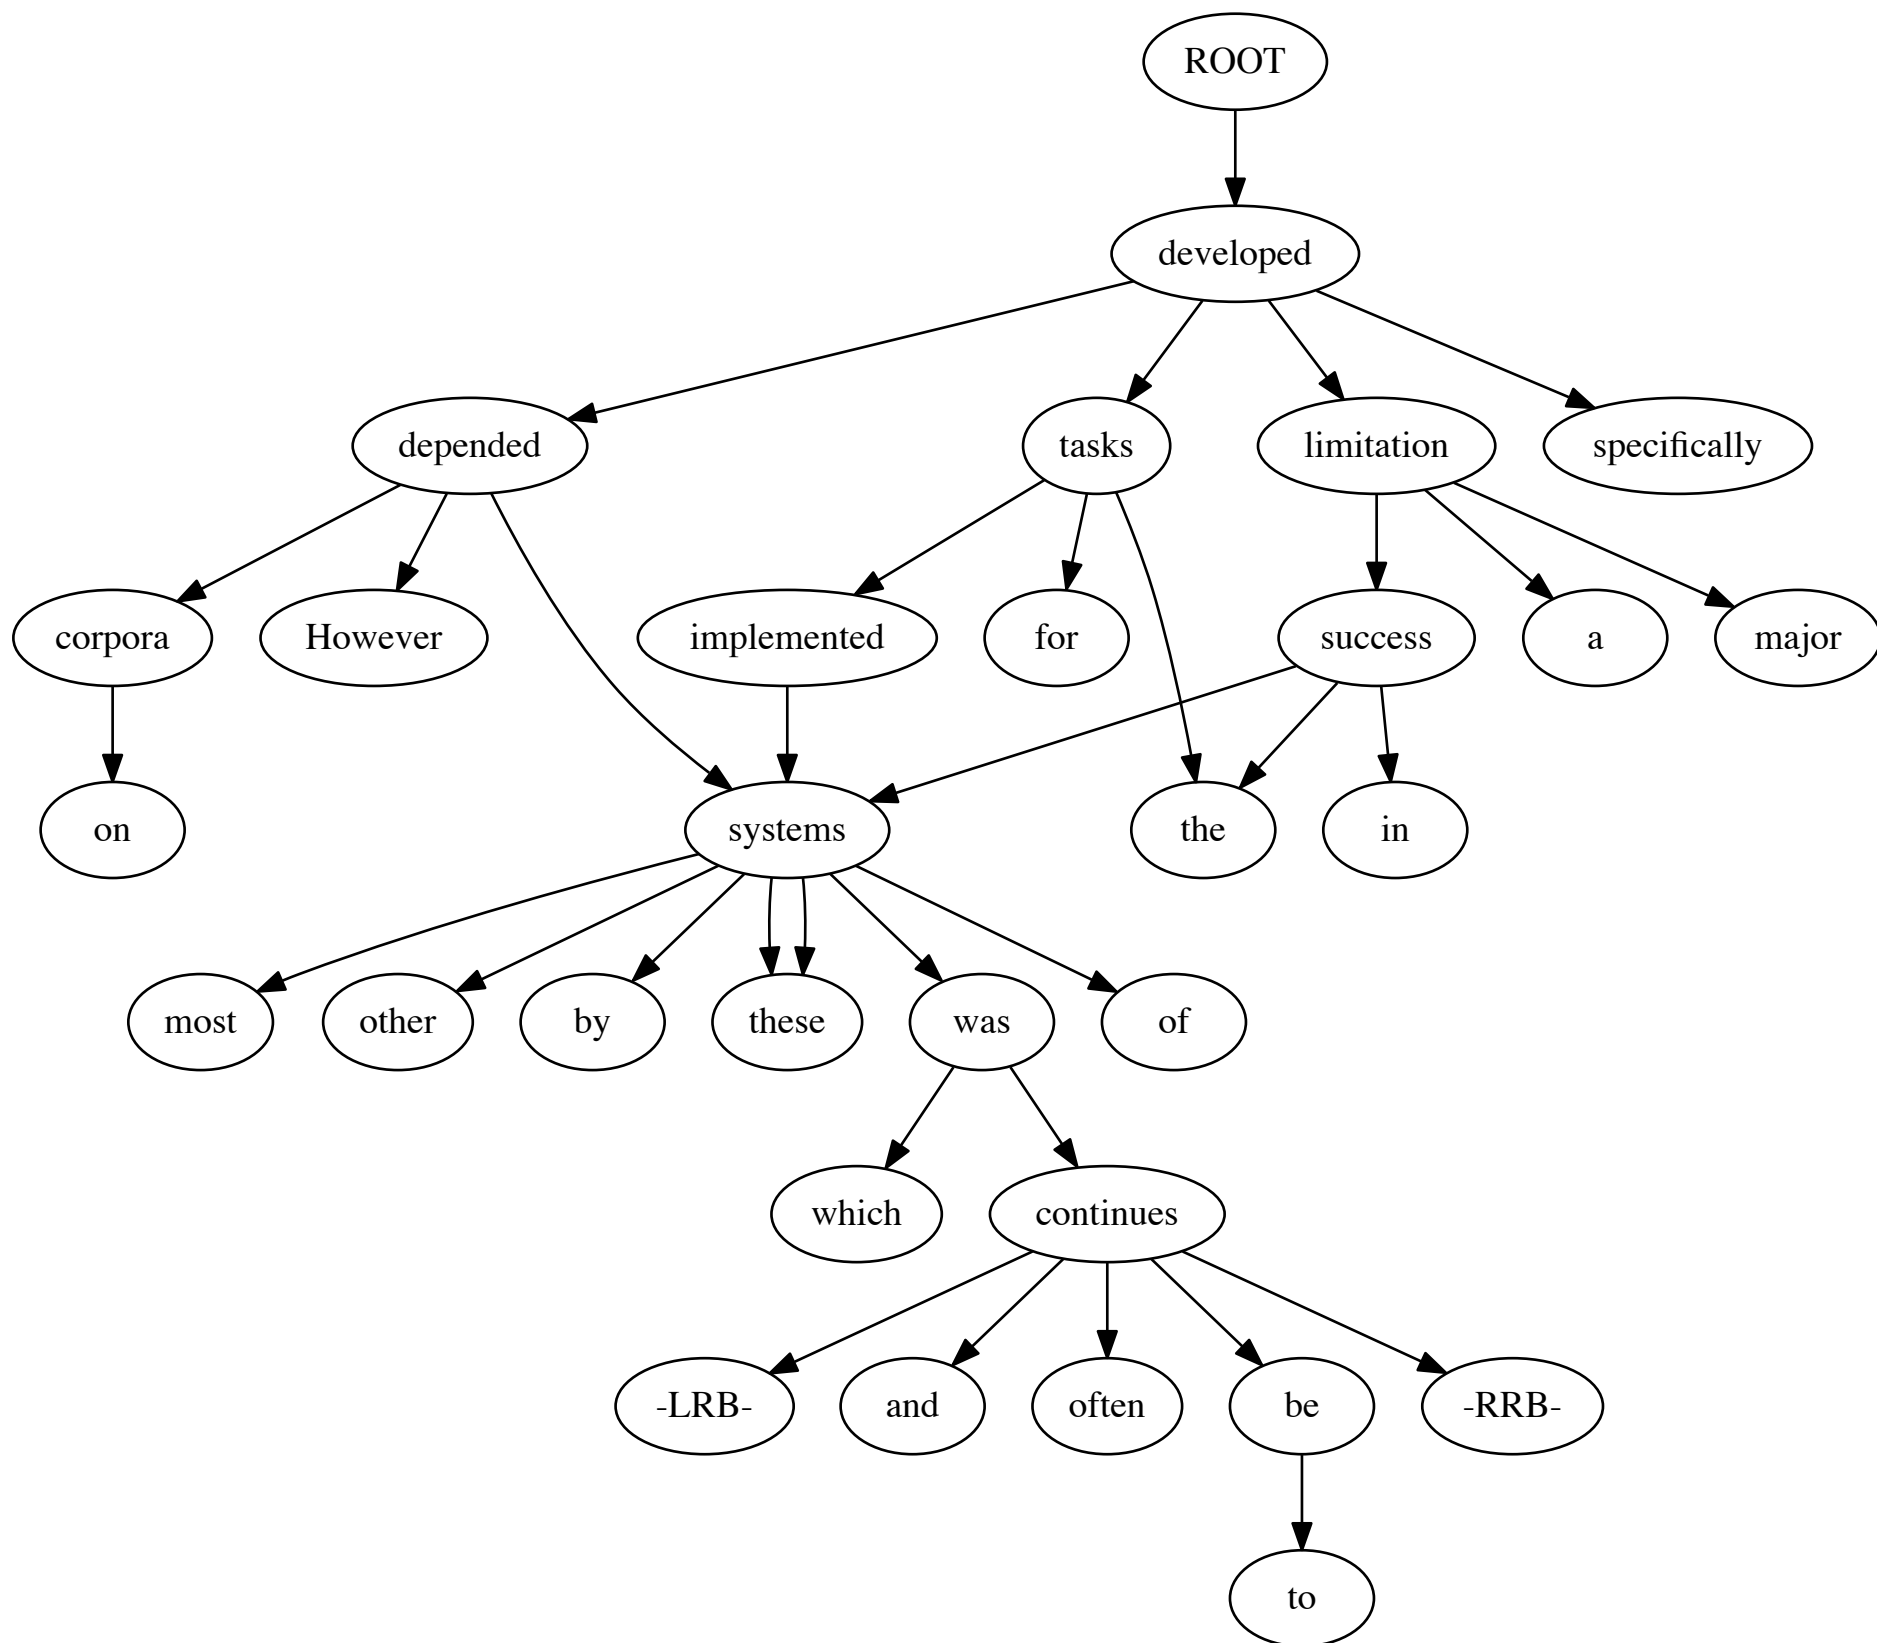 ROOT
developed
depended tasks limitation specifically
corpora However implemented for success a major
on systems the in
most other by these was of
which continues
-LRB- and often be -RRB-
to